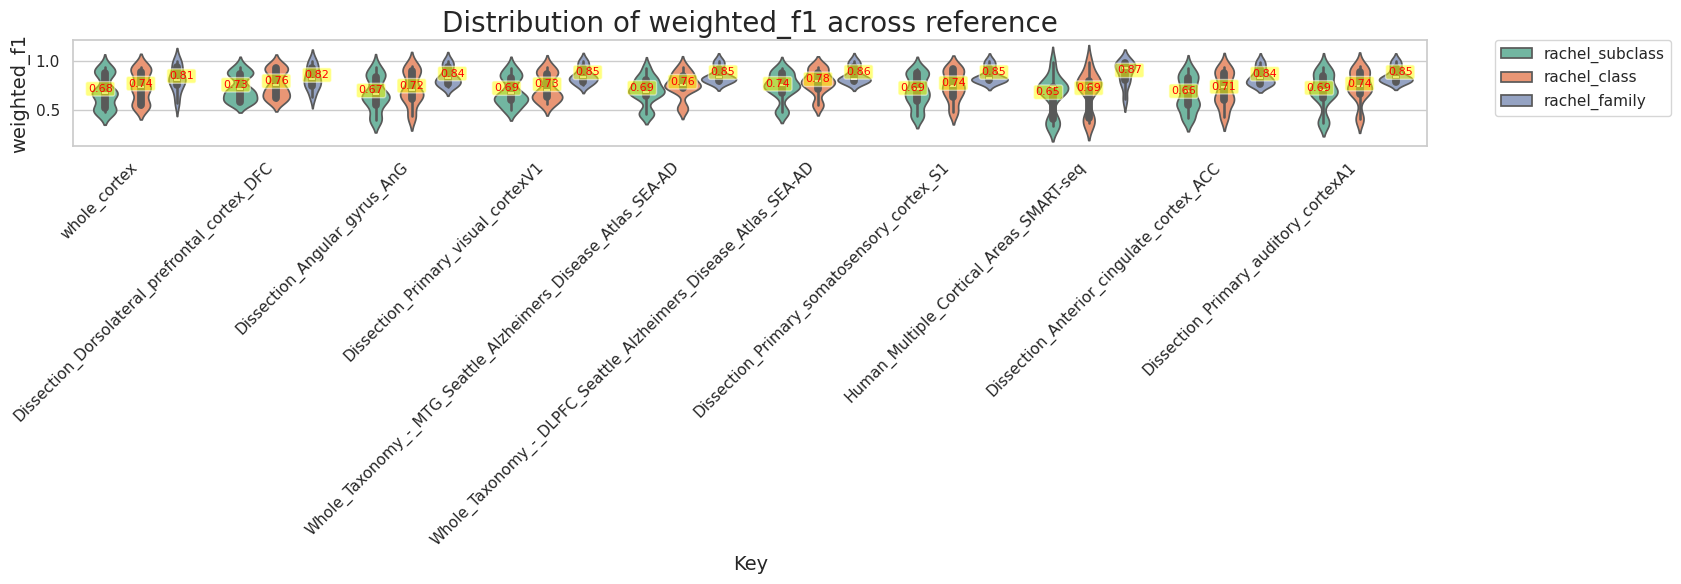 Distribution of weighted_f1 across reference
weighted_f1
1.0
0.5
0.68 0.74 0.81 0.73 0.76 0.82 0.67 0.72 0.84 0.69 0.73 0.85 0.69 0.76 0.85 0.74 0.78 0.86 0.69 0.74 0.85 0.65 0.69 0.87 0.66 0.71 0.84 0.69 0.74 0.85
rachel_subclass
rachel_class
rachel_family
whole_cortex
Dissection_Dorsolateral_prefrontal_cortex_DFC
Dissection_Angular_gyrus_AnG
Dissection_Primary_visual_cortexV1
Whole_Taxonomy_-_MTG_Seattle_Alzheimers_Disease_Atlas_SEA-AD
Whole_Taxonomy_-_DLPFC_Seattle_Alzheimers_Disease_Atlas_SEA-AD
Dissection_Primary_somatosensory_cortex_S1
Human_Multiple_Cortical_Areas_SMART-seq
Dissection_Anterior_cingulate_cortex_ACC
Dissection_Primary_auditory_cortexA1
Key